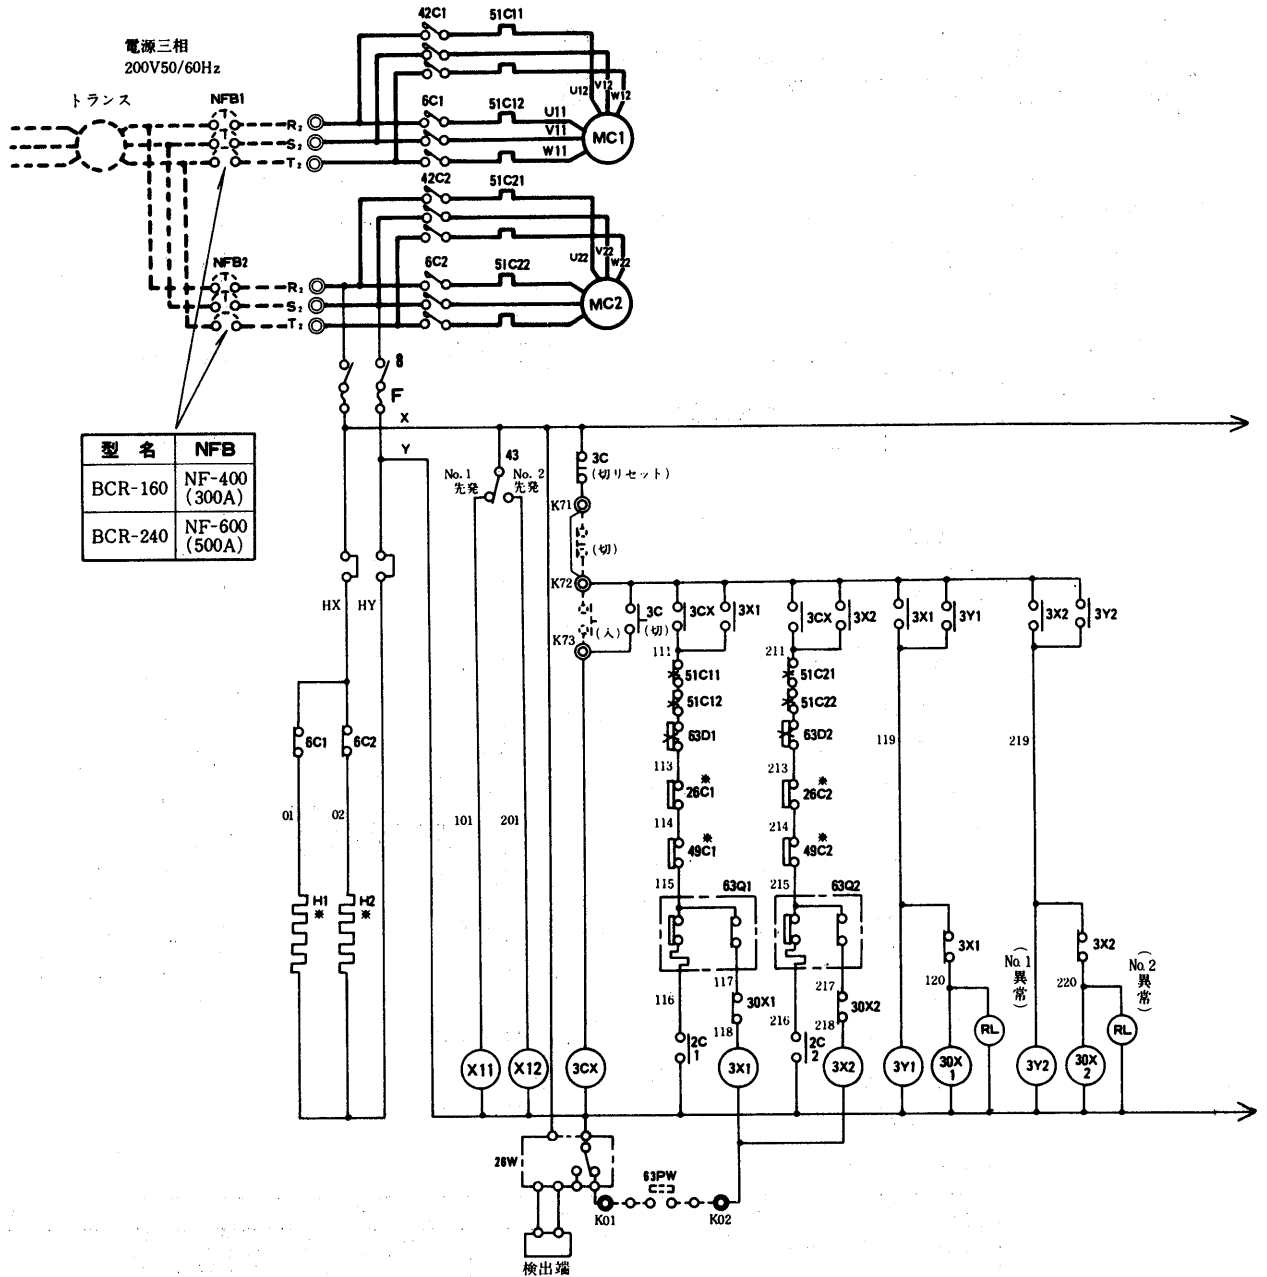 42C1
51C11
電源三相
200V50/60Hz
トランス
NFB1
U12
V12
W12
6C1
51C12
U11
V11
W11
MC1
R₂
S₂
T₂
42C2
51C21
U22
V22
W22
NFB2
6C2
51C22
MC2
R₂
S₂
T₂
8
F
X
Y
型 名
NFB
BCR-160
NF-400
(300A)
BCR-240
NF-600
(500A)
43
No.1
先発
No.2
先発
3C
(切リセット)
K71
(切)
K72
HX
HY
(入)
3C
(切)
K73
3CX
3X1
3CX
3X2
3X1
3Y1
3X2
3Y2
111
211
51C11
51C12
63D1
51C21
51C22
63D2
6C1
6C2
119
219
113
213
※
26C1
※
26C2
01
02
101
201
114
214
※
49C1
※
49C2
115
63Q1
215
63Q2
H1
※
H2
※
3X1
3X2
(No.1異常)
(No.2異常)
120
220
116
117
216
217
30X1
30X2
118
218
RL
RL
2C
1
2C
2
X11
X12
3CX
3X1
3X2
3Y1
30X
1
3Y2
30X
2
26W
63PW
K01
K02
検出端